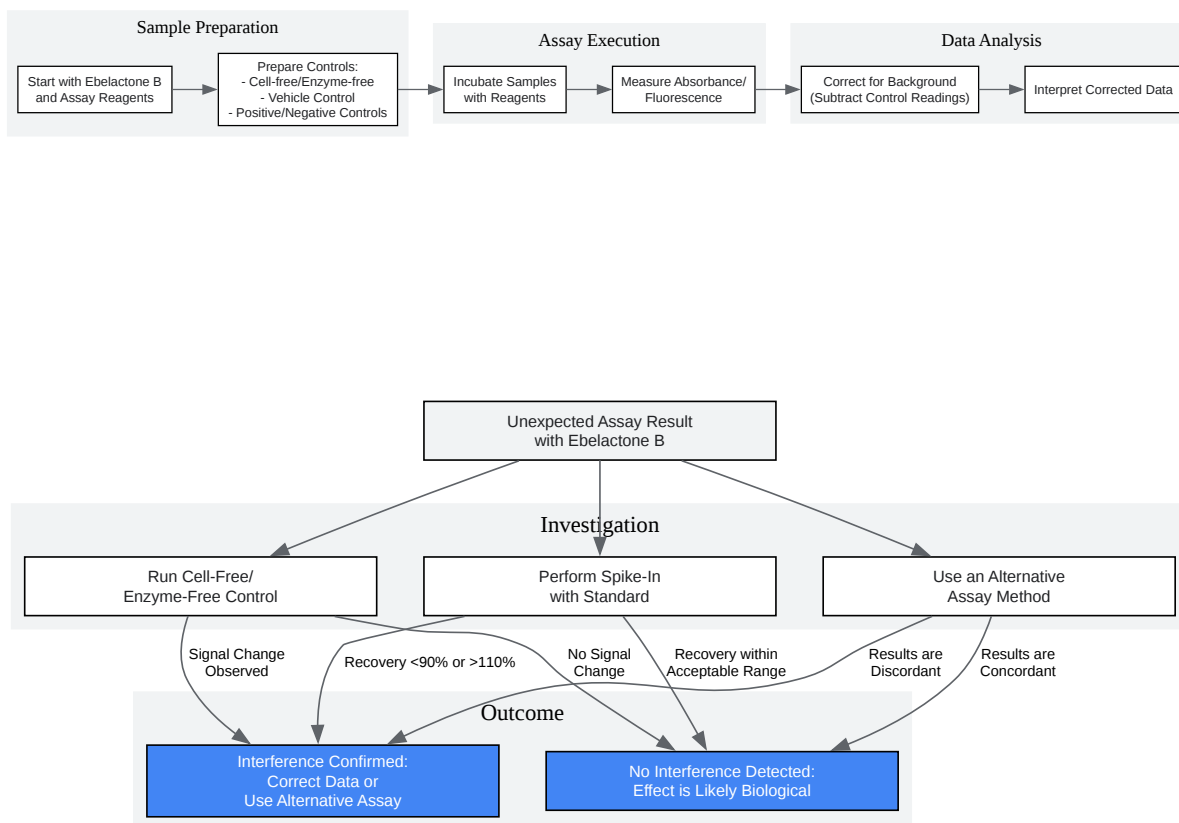 Sample Preparation
Start with Ebelactone B
and Assay Reagents
Prepare Controls:
- Cell-free/Enzyme-free
- Vehicle Control
- Positive/Negative Controls
Assay Execution
Incubate Samples
with Reagents
Measure Absorbance/
Fluorescence
Data Analysis
Correct for Background
(Subtract Control Readings)
Interpret Corrected Data
Unexpected Assay Result
with Ebelactone B
Investigation
Run Cell-Free/
Enzyme-Free Control
Perform Spike-In
with Standard
Use an Alternative
Assay Method
Signal Change
Observed
Recovery <90% or >110%
No Signal
Change
Recovery within
Acceptable Range
Results are
Discordant
Results are
Concordant
Outcome
Interference Confirmed:
Correct Data or
Use Alternative Assay
No Interference Detected:
Effect is Likely Biological